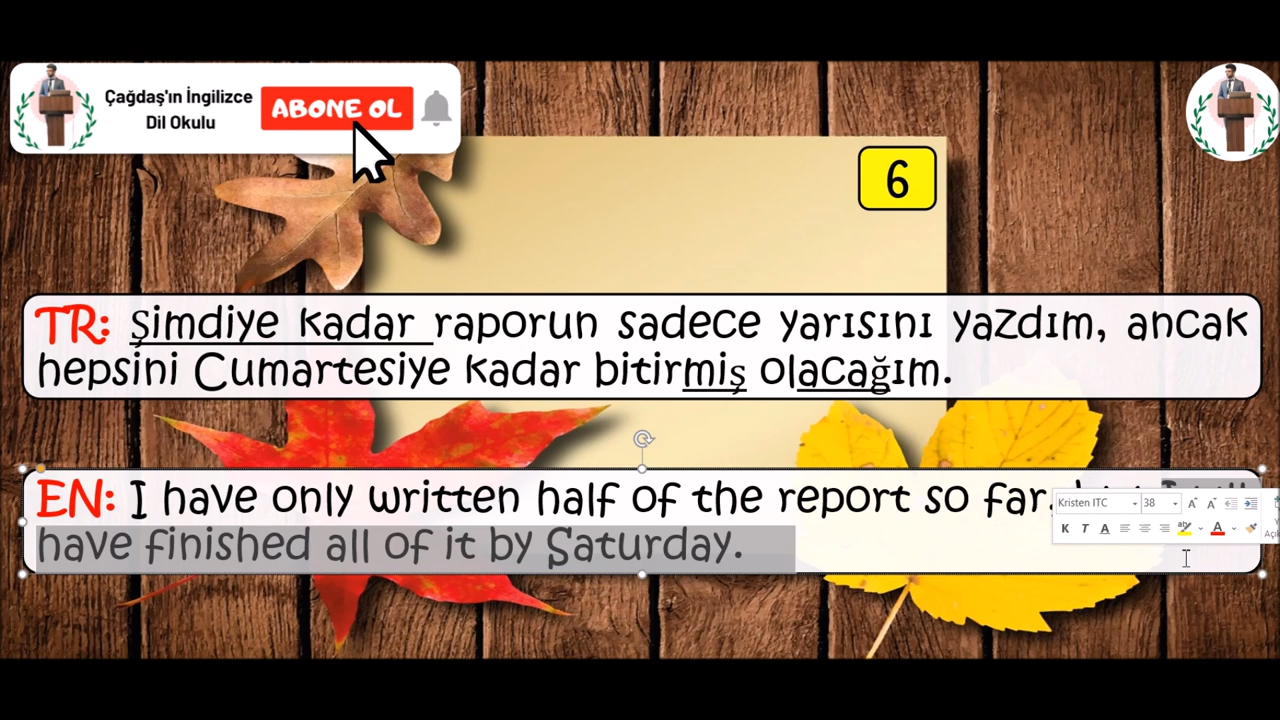 Çağdaş'ın İngilizce
Dil Okulu
ABONE OL
6
TR: Şimdiye kadar raporun sadece yarısını yazdım, ancak
hepsini Cumartesiye kadar bitirmiş olacağım.
EN: I have only written half of the report so far,
have finished all of it by Saturday.
Kristen ITC
38
K T A